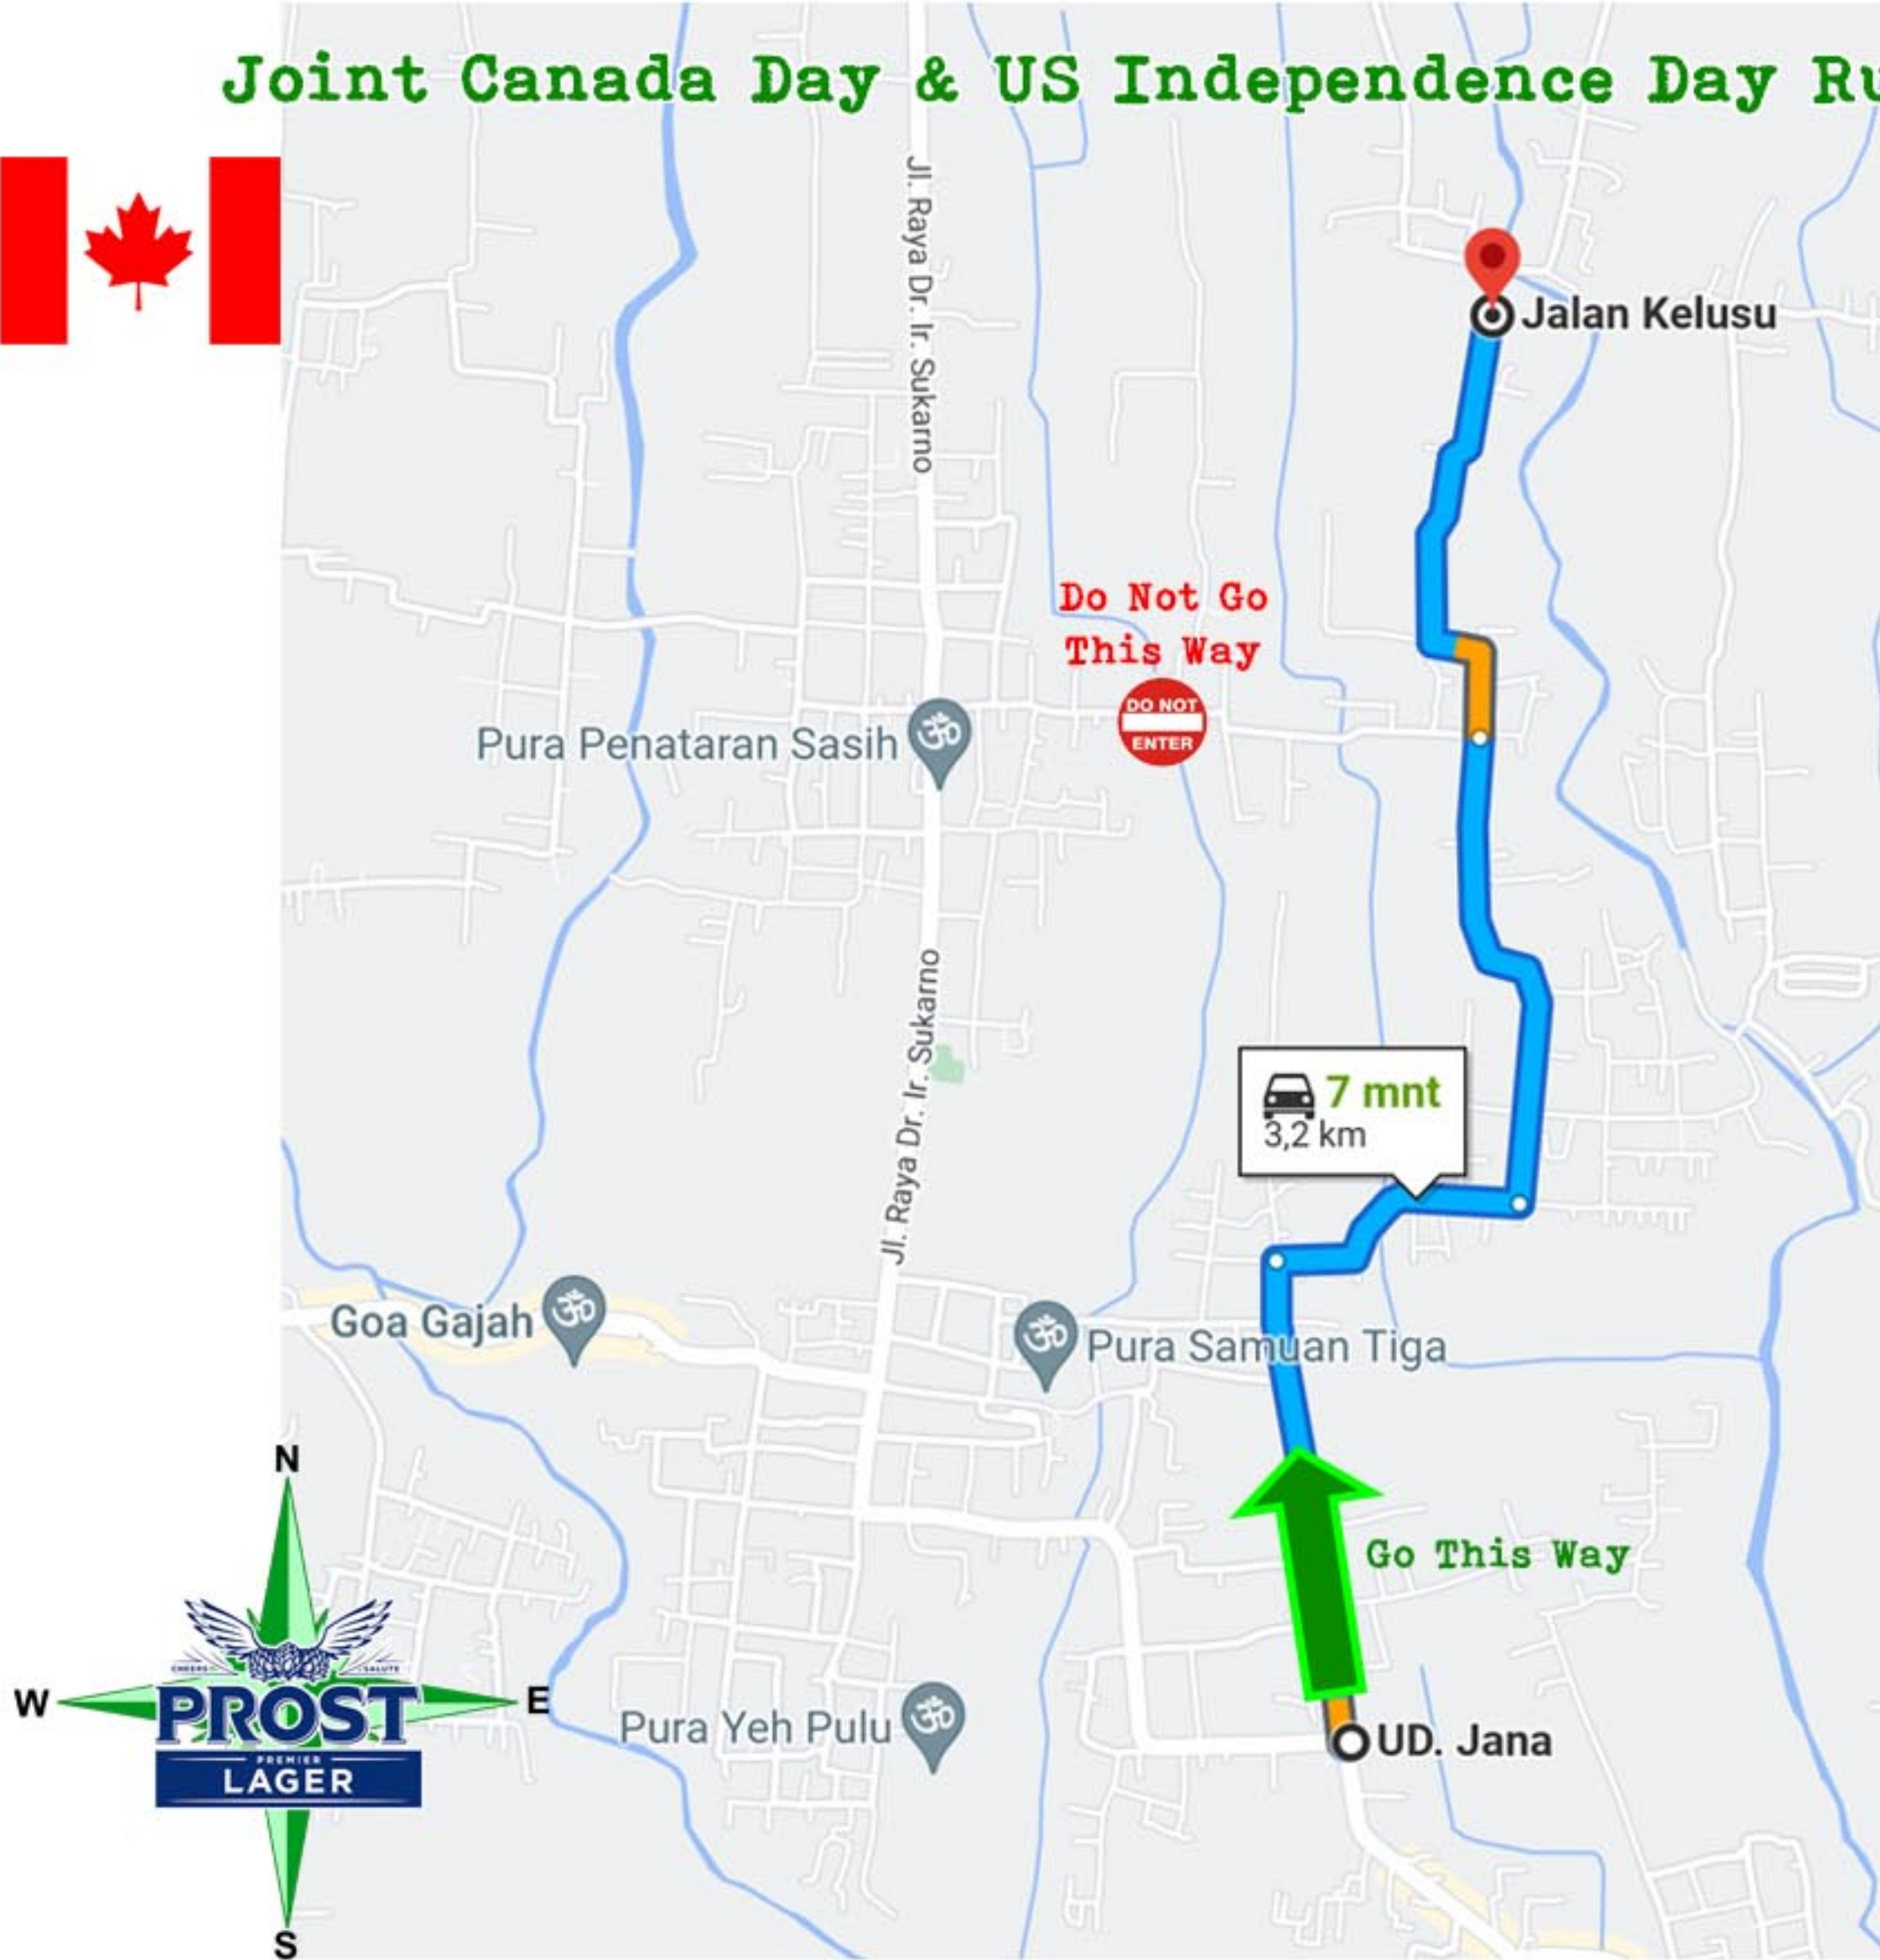 Joint Canada Day & US Independence Day Ru
Jl. Raya Dr. Ir. Sukarno
Jalan Kelusu
Do Not Go
This Way
DO NOT
ENTER
Pura Penataran Sasih
Jl. Raya Dr. Ir. Sukarno
7 mnt
3,2 km
Goa Gajah
Pura Samuan Tiga
N
Go This Way
CHEERS
SALUTE
W
PROST
E
PREMIER
LAGER
Pura Yeh Pulu
UD. Jana
S